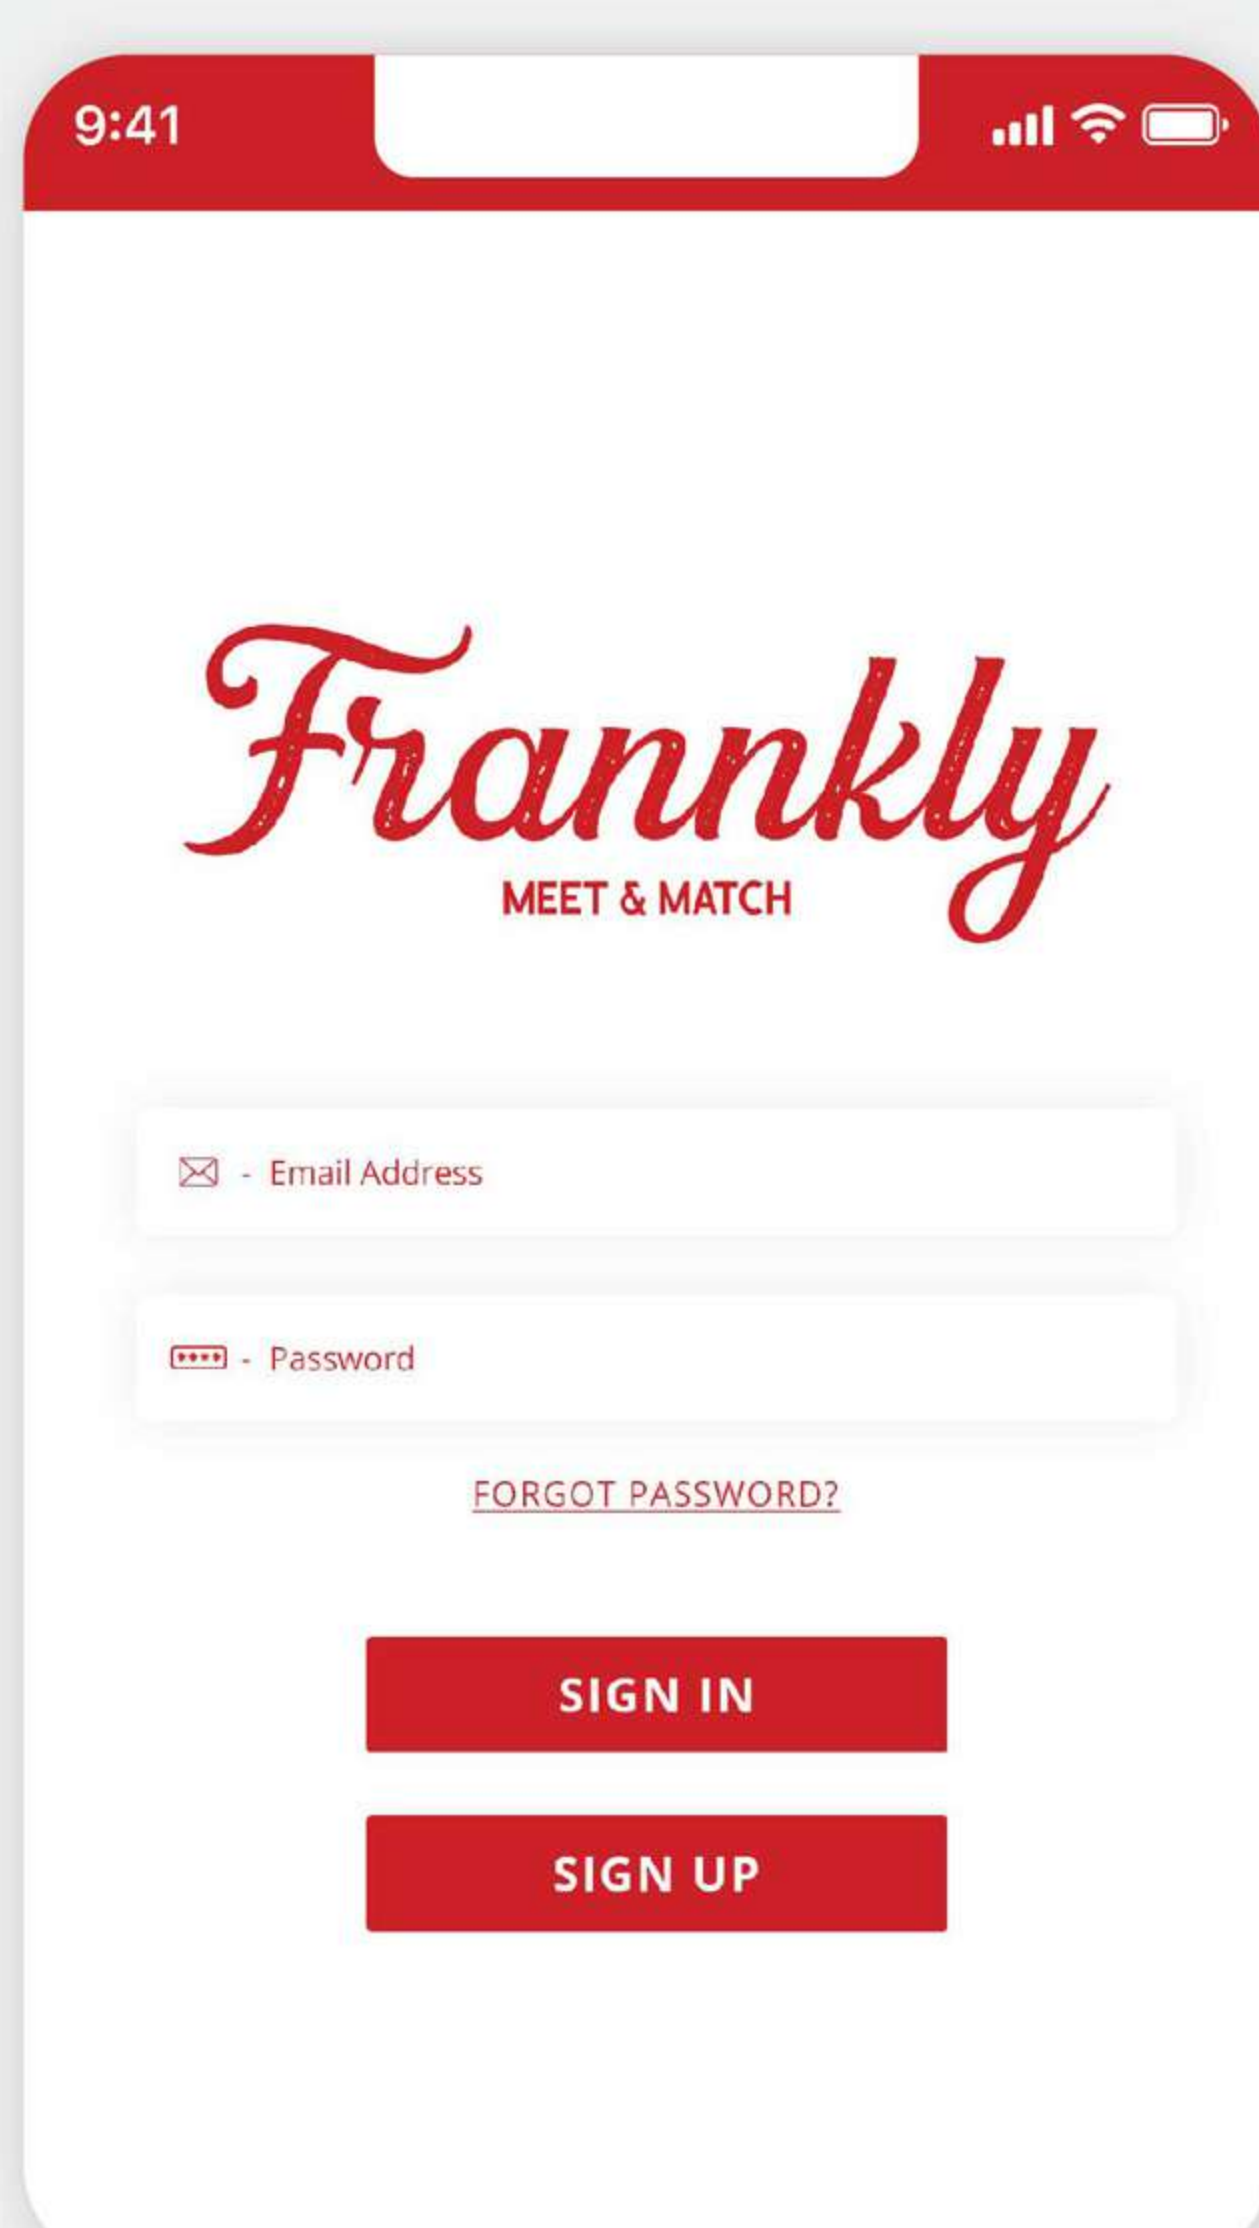 9:41
Frannkly
MEET & MATCH
- Email Address
- Password
FORGOT PASSWORD?
SIGN IN
SIGN UP